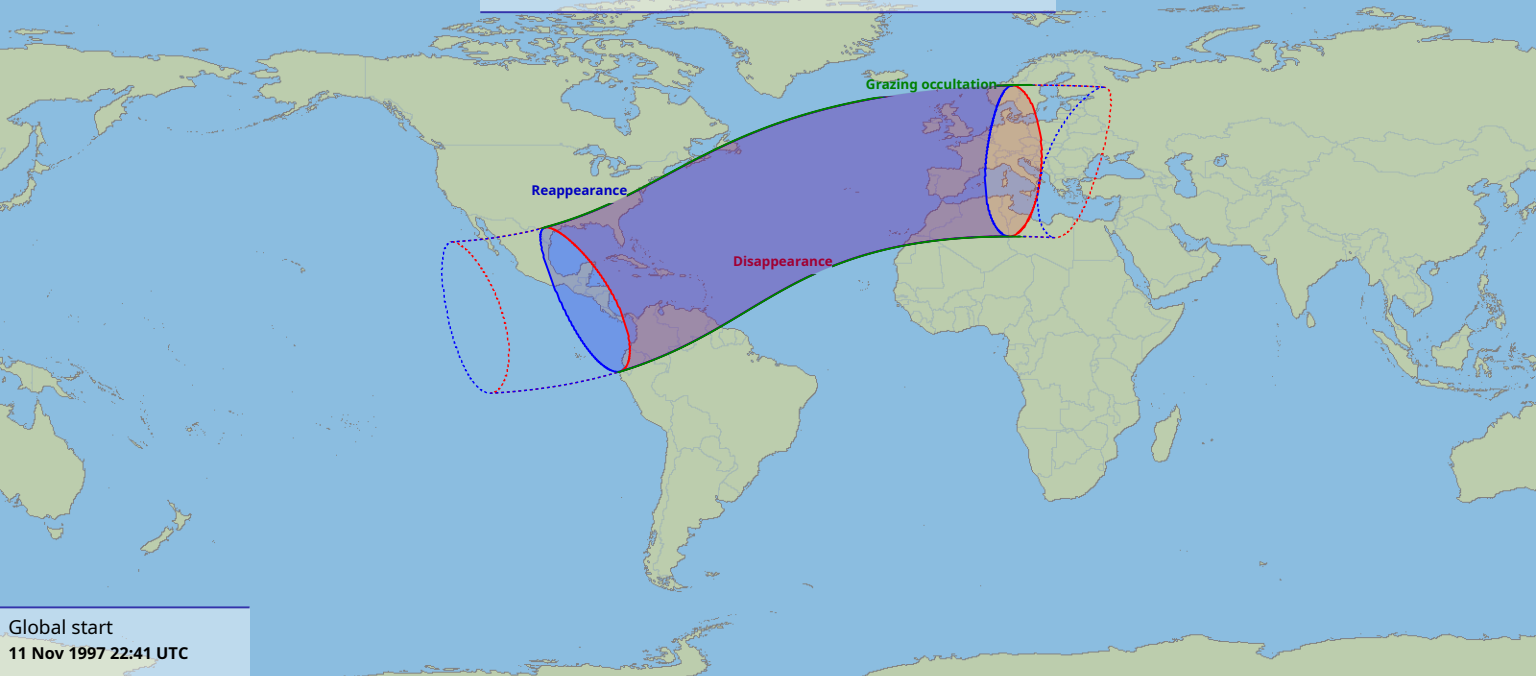 Grazing occultation
Reappearance
Disappearance
Global start
11 Nov 1997 22:41 UTC